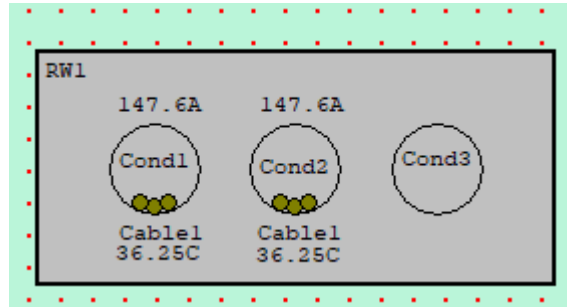 RW1
147.6A 147.6A
Cond1 Cond2 Cond3
Cable1 Cable1
36.25C 36.25C